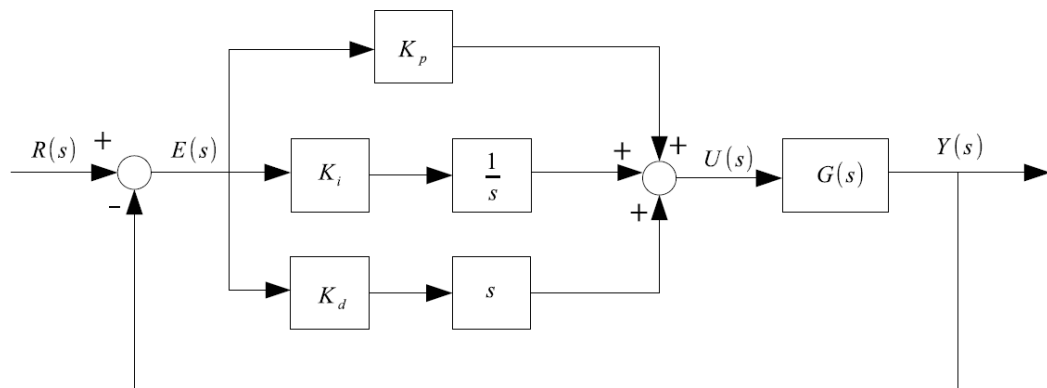 K_p
+
R(s)
+
E(s)
K_i
1/s
+
+
U(s)
G(s)
Y(s)
-
+
K_d
s